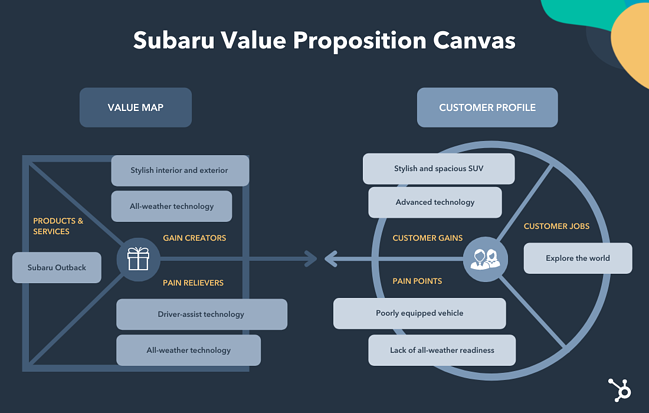 Subaru Value Proposition Canvas
VALUE MAP
CUSTOMER PROFILE
Stylish interior and exterior
All-weather technology
PRODUCTS &
SERVICES
GAIN CREATORS
Subaru Outback
PAIN RELIEVERS
Driver-assist technology
All-weather technology
Stylish and spacious SUV
Advanced technology
CUSTOMER GAINS
CUSTOMER JOBS
Explore the world
PAIN POINTS
Poorly equipped vehicle
Lack of all-weather readiness